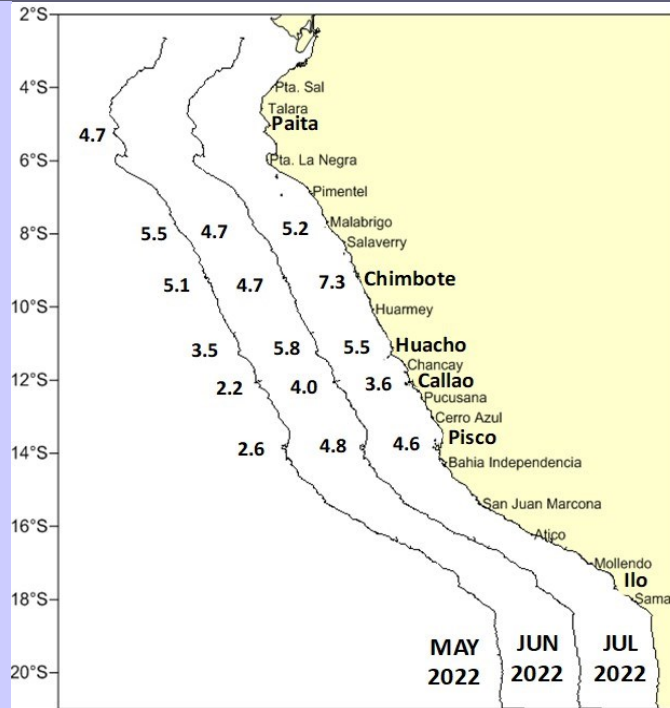 2°S
4°S
Pta. Sal
Talara
Paita
4.7
6°S
Pta. La Negra
Pimentel
5.5
4.7
5.2
Malabrigo
8°S
Salaverry
5.1
4.7
7.3
Chimbote
10°S
Huarmey
3.5
5.8
5.5
Huacho
Chancay
12°S
2.2
4.0
3.6
Callao
Pucusana
Cerro Azul
2.6
4.8
4.6
Pisco
14°S
Bahia Independencia
San Juan Marcona
16°S
Atico
Mollendo
Ilo
18°S
Sama
MAY
2022
JUN
2022
JUL
2022
20°S